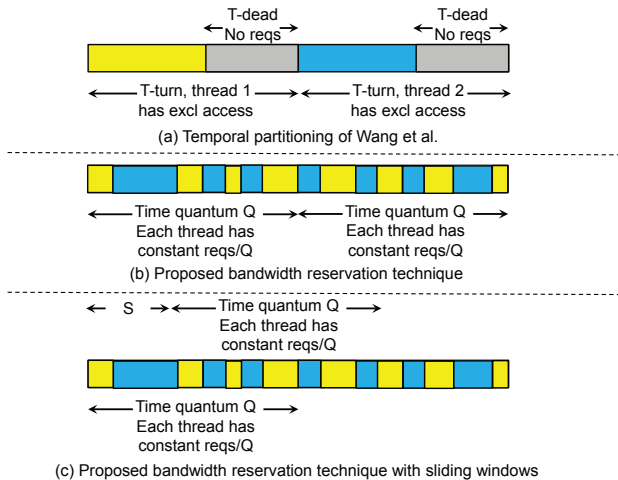 T-dead
No reqs
T-dead
No reqs
T-turn, thread 1
has excl access
T-turn, thread 2
has excl access
(a) Temporal partitioning of Wang et al.
Time quantum Q
Each thread has
constant reqs/Q
Time quantum Q
Each thread has
constant reqs/Q
(b) Proposed bandwidth reservation technique
S
Time quantum Q
Each thread has
constant reqs/Q
Time quantum Q
Each thread has
constant reqs/Q
(c) Proposed bandwidth reservation technique with sliding windows